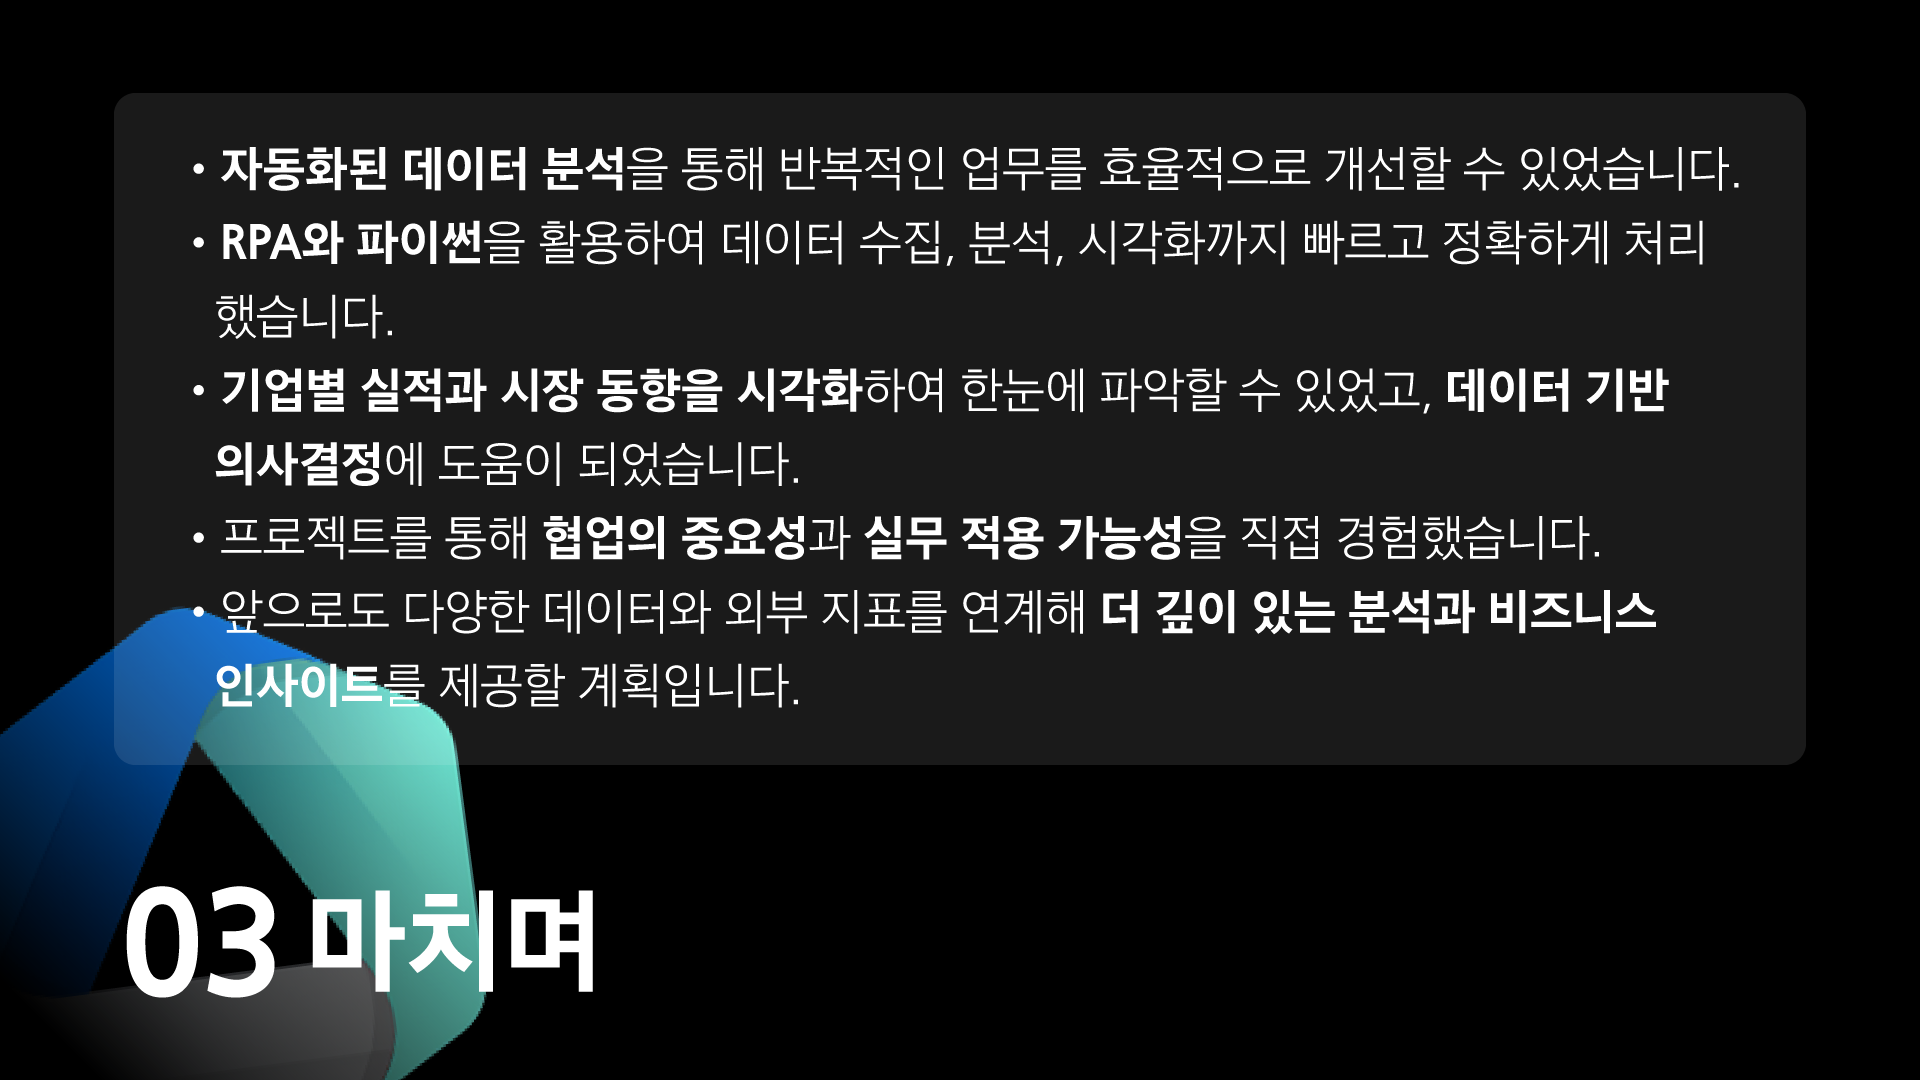 • 자동화된 데이터 분석을 통해 반복적인 업무를 효율적으로 개선할 수 있었습니다.
• RPA와 파이썬을 활용하여 데이터 수집, 분석, 시각화까지 빠르고 정확하게 처리
했습니다.
• 기업별 실적과 시장 동향을 시각화하여 한눈에 파악할 수 있었고, 데이터 기반
의사결정에 도움이 되었습니다.
• 프로젝트를 통해 협업의 중요성과 실무 적용 가능성을 직접 경험했습니다.
• 앞으로도 다양한 데이터와 외부 지표를 연계해 더 깊이 있는 분석과 비즈니스
인사이트를 제공할 계획입니다.
03 마치며